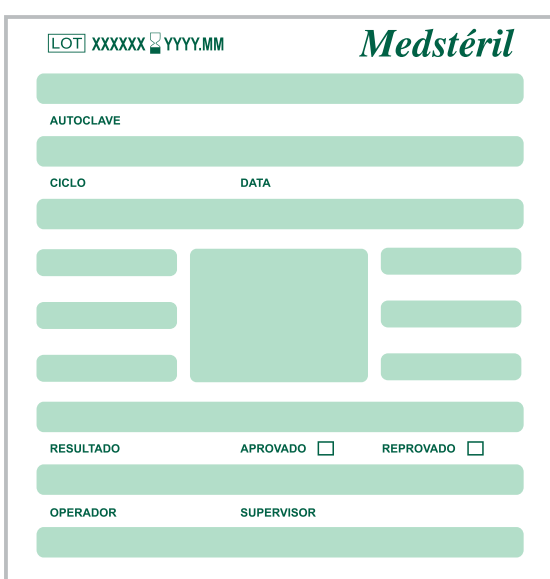 LOT XXXXXX YYYY.MM Medstéril
AUTOCLAVE
CICLO DATA
RESULTADO APROVADO REPROVADO
OPERADOR SUPERVISOR